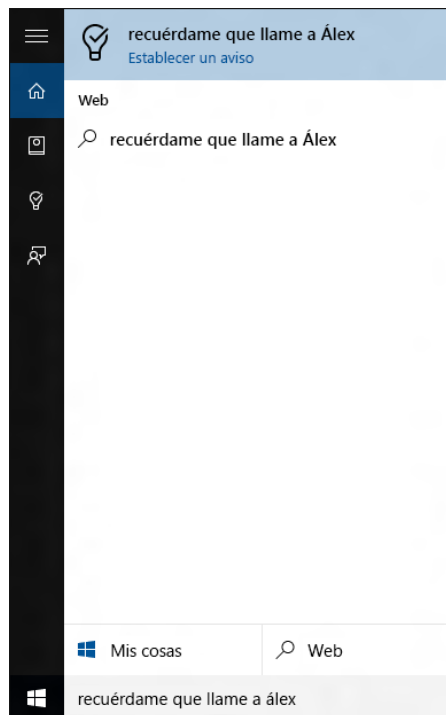 recuérdame que llame a Álex
Establecer un aviso
Web
recuérdame que llame a Álex
Mis cosas
Web
recuérdame que llame a álex